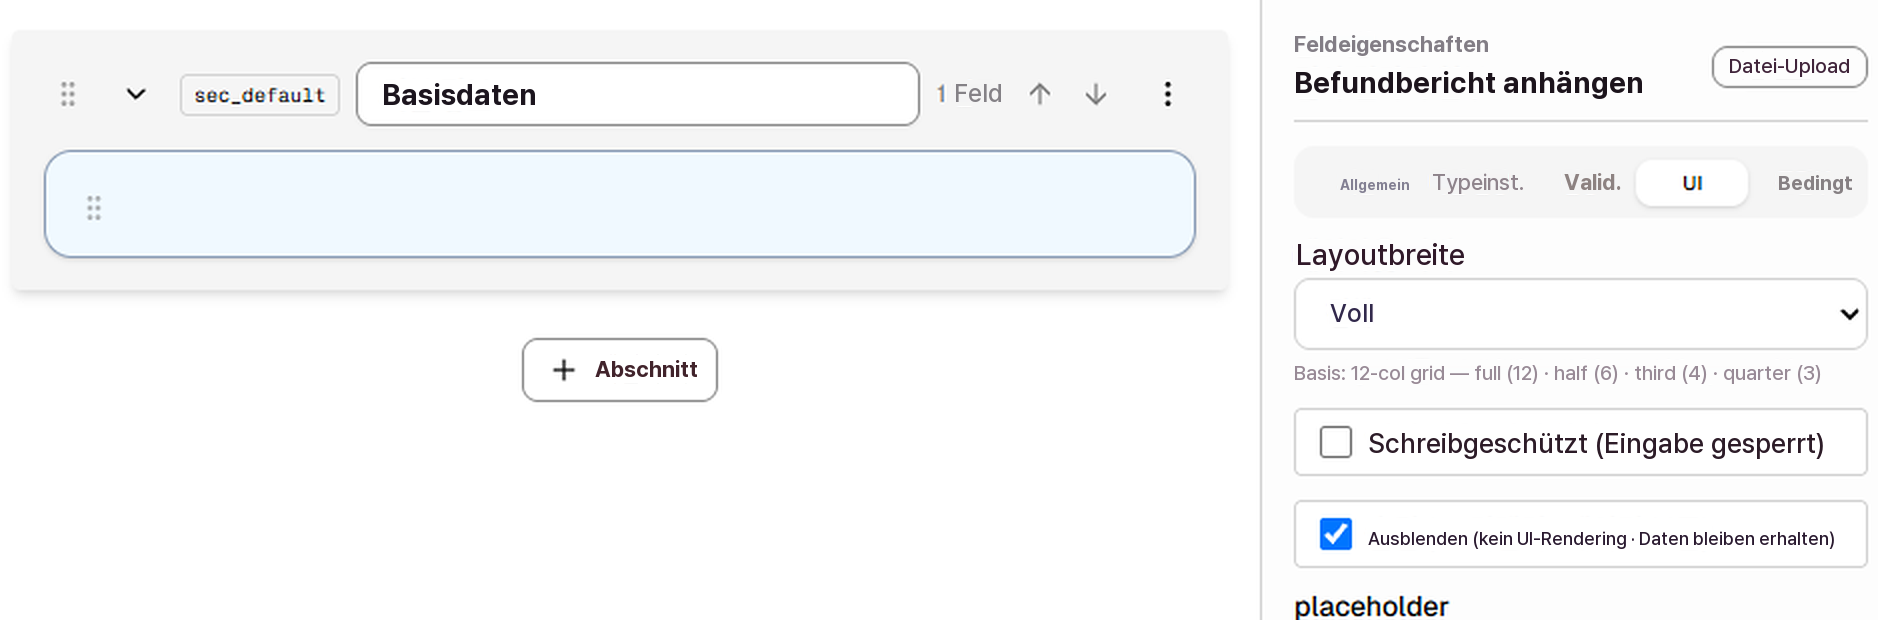 sec_default Basisdaten 1 Feld
Abschnitt
Feldeigenschaften
Befundbericht anhängen
Datei-Upload
Allgemein Typeinst. Valid. UI Bedingt
Layoutbreite
Voll
Basis: 12-col grid — full (12) · half (6) · third (4) · quarter (3)
Schreibgeschützt (Eingabe gesperrt)
Ausblenden (kein UI-Rendering · Daten bleiben erhalten)
placeholder